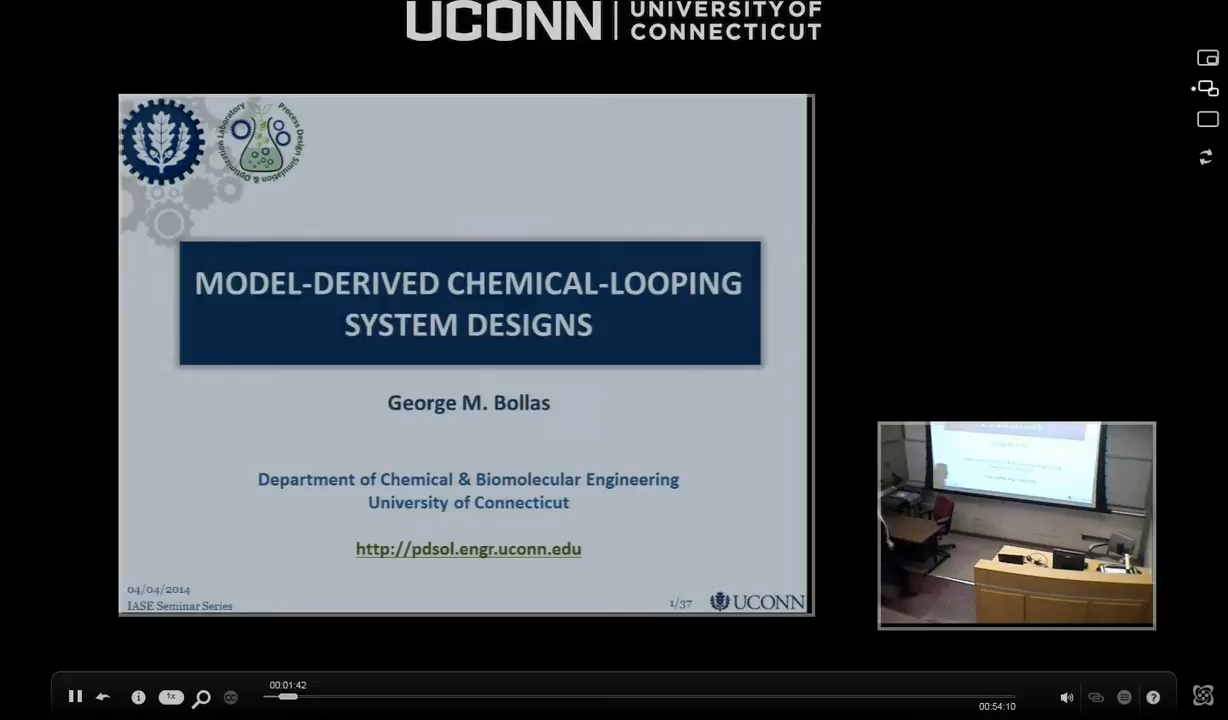 UCONN | UNIVERSITY OF
CONNECTICUT
Process Design Simulation & Optimization Laboratory
MODEL-DERIVED CHEMICAL-LOOPING
SYSTEM DESIGNS
George M. Bollas
Department of Chemical & Biomolecular Engineering
University of Connecticut
http://pdsol.engr.uconn.edu
04/04/2014
IASE Seminar Series
1/37
UCONN
00:01:42
1x
CC
00:54:10